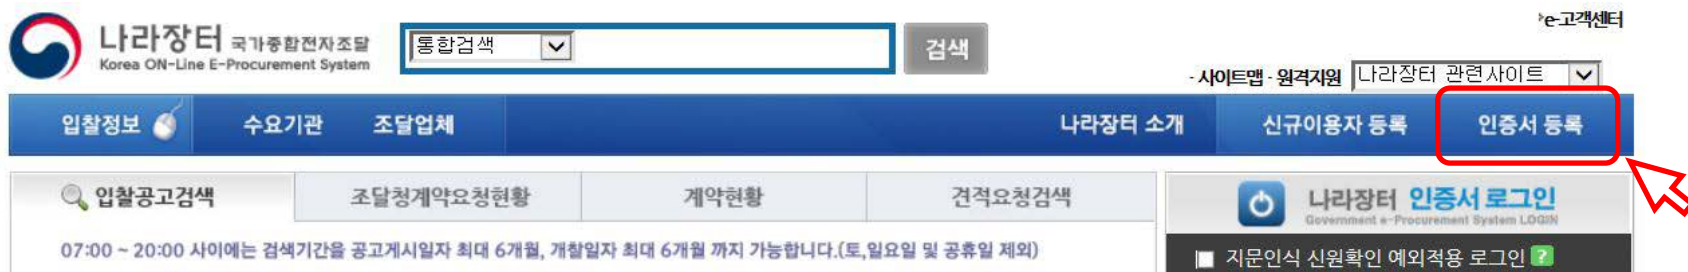 ›e-고객센터
나라장터 국가종합전자조달
Korea ON-Line E-Procurement System
통합검색
검색
· 사이트맵 · 원격지원 나라장터 관련사이트
입찰정보 수요기관 조달업체 나라장터 소개 신규이용자 등록 인증서 등록
입찰공고검색 조달청계약요청현황 계약현황 견적요청검색
나라장터 인증서 로그인
Government e-Procurement System LOGIN
07:00 ~ 20:00 사이에는 검색기간을 공고게시일자 최대 6개월, 개찰일자 최대 6개월 까지 가능합니다.(토,일요일 및 공휴일 제외)
지문인식 신원확인 예외적용 로그인 ?